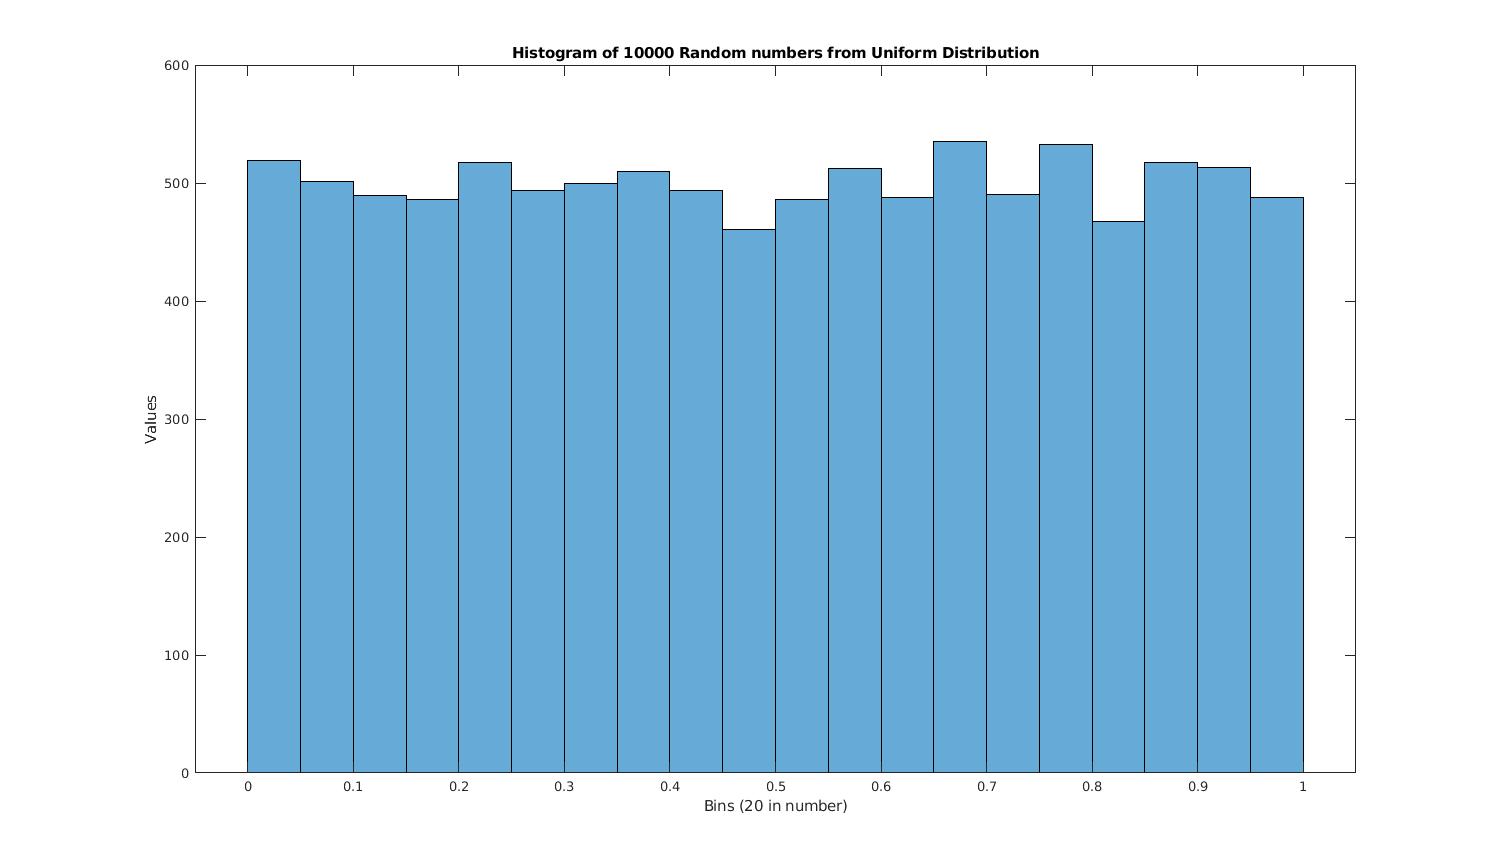 Histogram of 10000 Random numbers from Uniform Distribution
600
500
400
300
200
100
0
Values
0 0.1 0.2 0.3 0.4 0.5 0.6 0.7 0.8 0.9 1
Bins (20 in number)